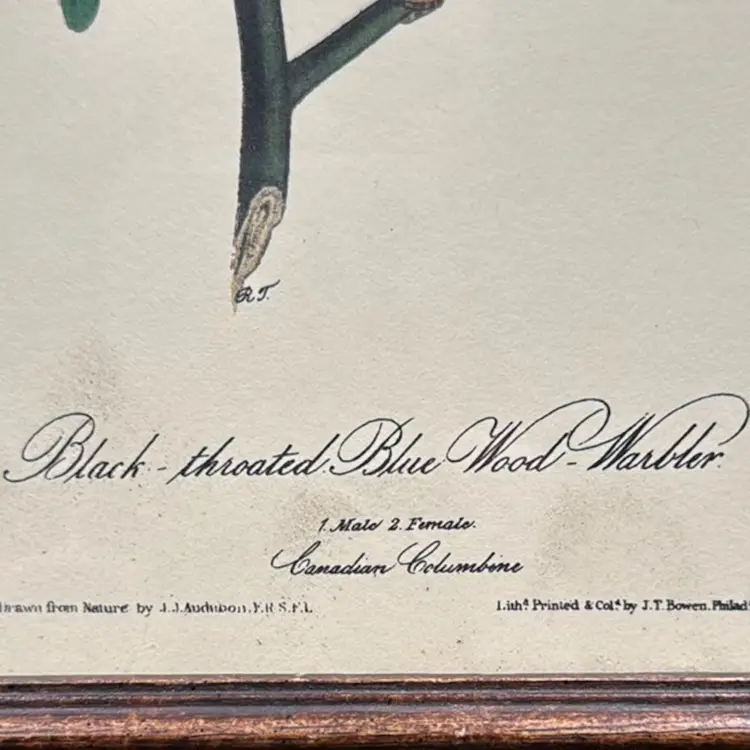 R T.
Black-throated Blue Wood-Warbler.
1. Male 2. Female.
Canadian Columbine
Drawn from Nature by J.J. Audubon, F.R.S.F.L.
Lithd. Printed & Cold. by J.T. Bowen, Philad